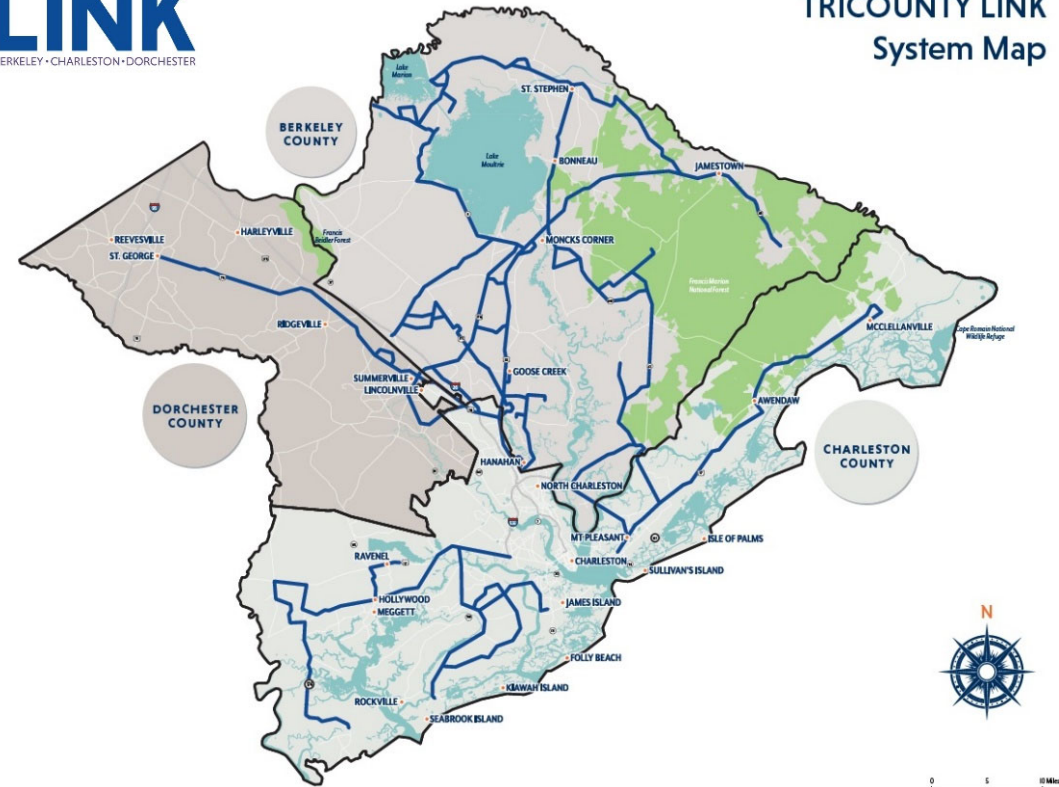 LINK
BERKELEY • CHARLESTON • DORCHESTER
TRICOUNTY LINK
System Map
Lake
Marion
ST. STEPHEN
BERKELEY
COUNTY
Lake
Moultrie
BONNEAU
JAMESTOWN
REEVESVILLE
HARLEYVILLE
Francis
Beidler Forest
ST. GEORGE
MONCKS CORNER
Francis Marion
National Forest
RIDGEVILLE
MCCLELLANVILLE
Cape Romain National
Wildlife Refuge
SUMMERVILLE
GOOSE CREEK
LINCOLNVILLE
AWENDAW
DORCHESTER
COUNTY
CHARLESTON
COUNTY
HANAHAN
NORTH CHARLESTON
MT PLEASANT
ISLE OF PALMS
RAVENEL
CHARLESTON
SULLIVAN'S ISLAND
HOLLYWOOD
JAMES ISLAND
MEGGETT
N
FOLLY BEACH
KIAWAH ISLAND
ROCKVILLE
SEABROOK ISLAND
0 5 10 Miles